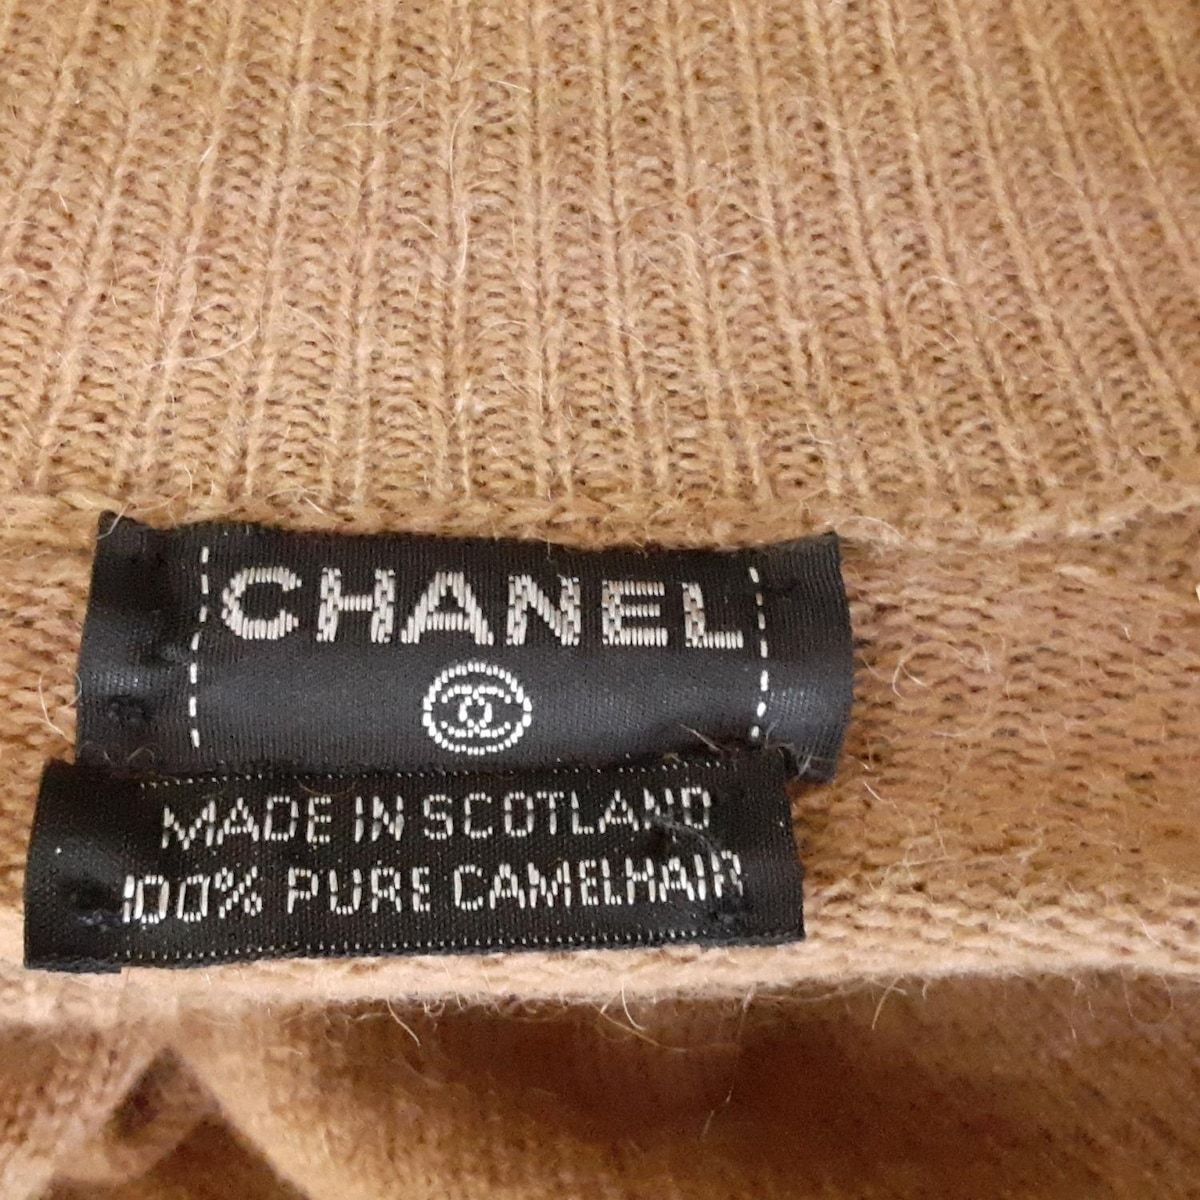 CHANEL
MADE IN SCOTLAND
100% PURE CAMELHAIR